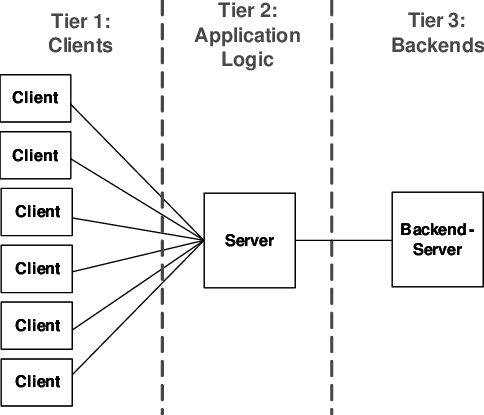 Tier 1:
Clients
Tier 2:
Application
Logic
Tier 3:
Backends
Client
Client
Client
Client
Client
Client
Server
Backend-
Server